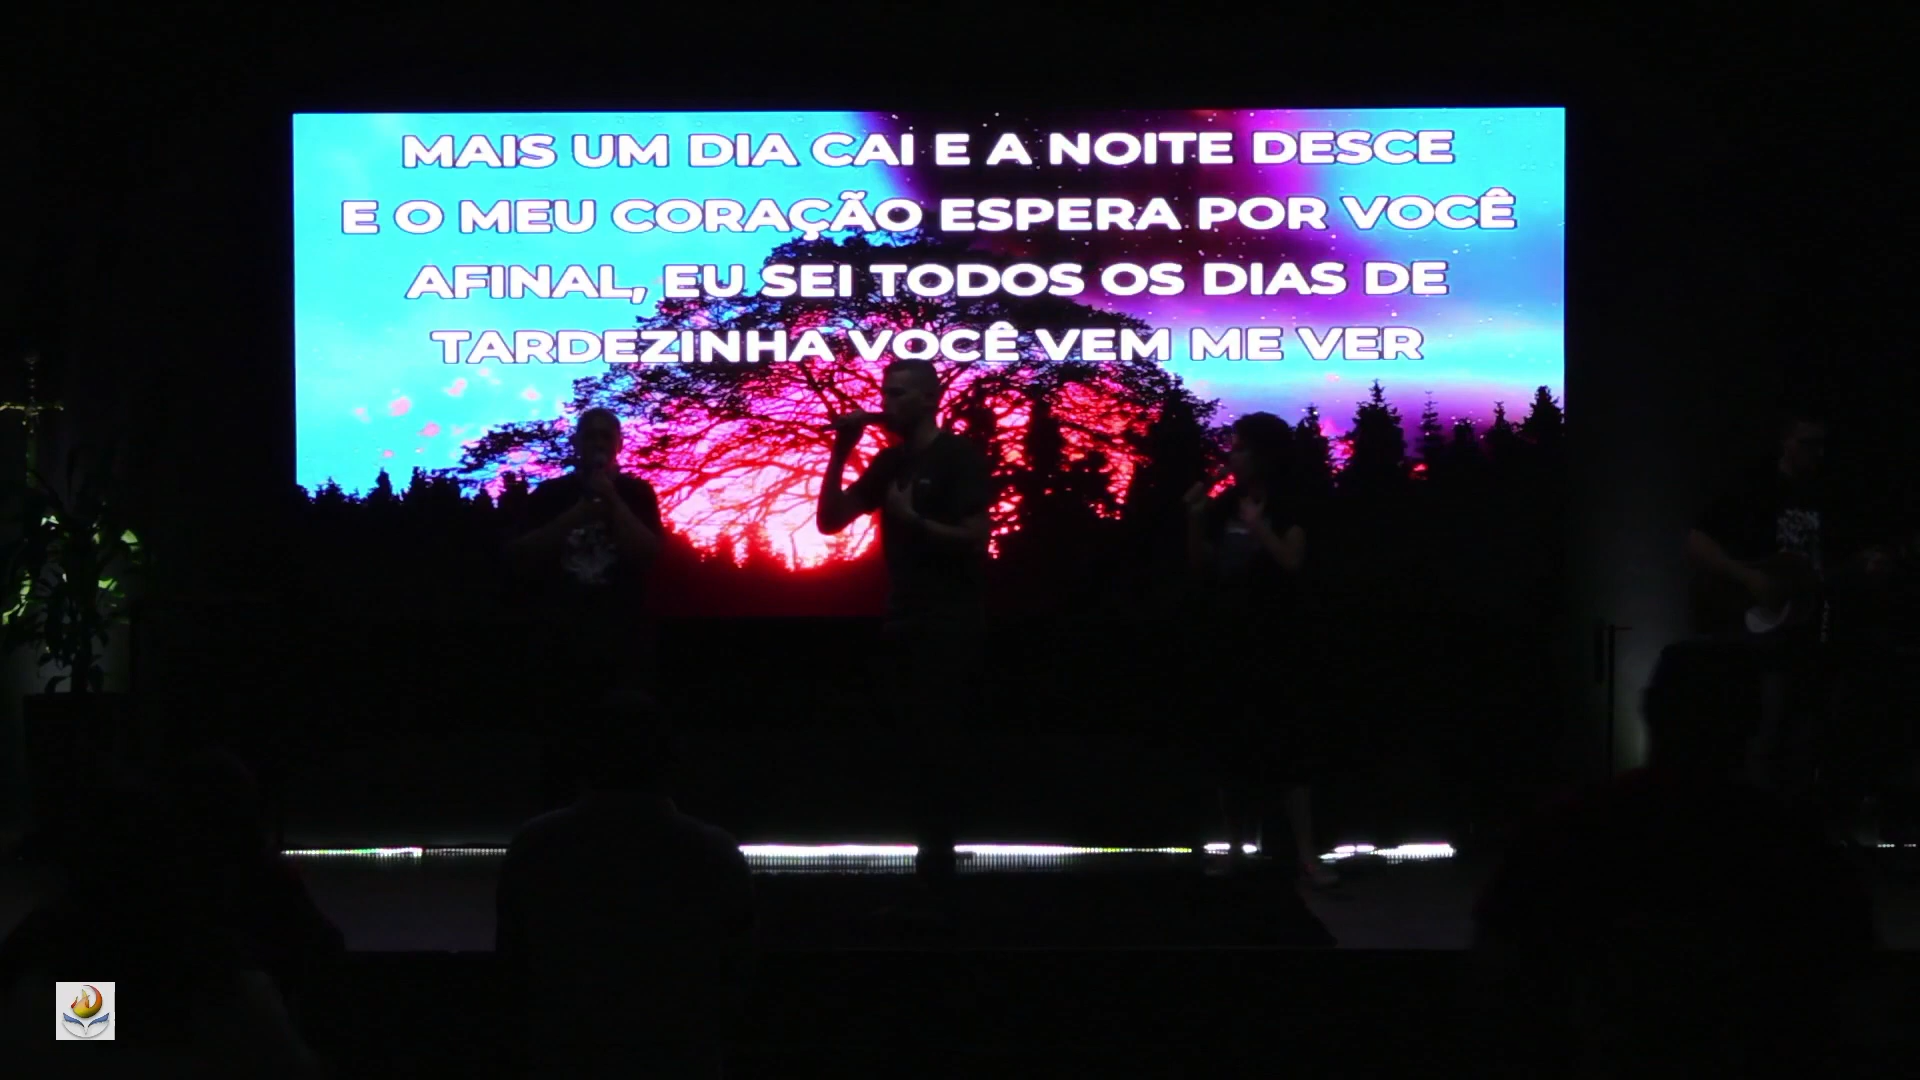 MAIS UM DIA CAI E A NOITE DESCE
E O MEU CORAÇÃO ESPERA POR VOCÊ
AFINAL, EU SEI TODOS OS DIAS DE
TARDEZINHA VOCÊ VEM ME VER